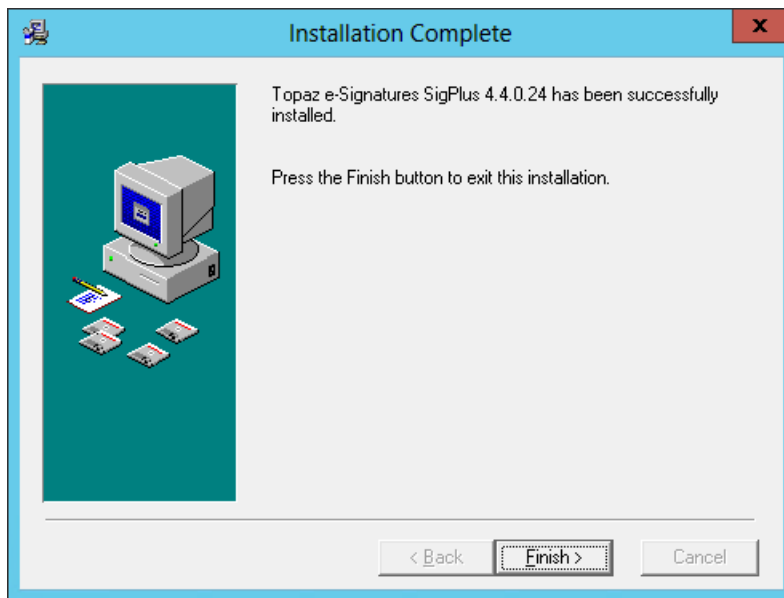 Installation Complete
x
Topaz e-Signatures SigPlus 4.4.0.24 has been successfully
installed.
Press the Finish button to exit this installation.
< Back
Finish >
Cancel